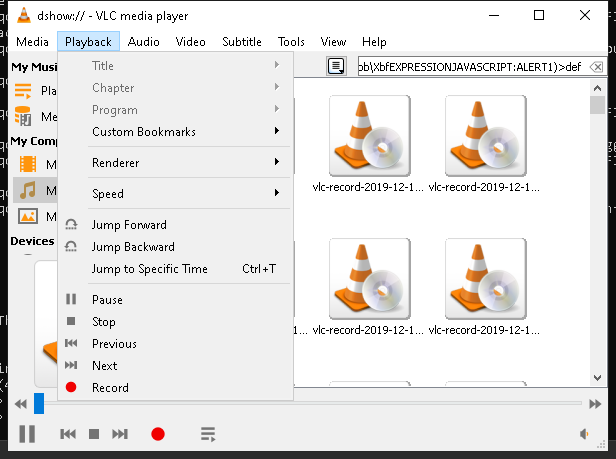 dshow:// - VLC media player
Media Playback Audio Video Subtitle Tools View Help
My Musi
Pla
Me
My Comp
M
M
M
Devices
Title
Chapter
Program
Custom Bookmarks
Renderer
Speed
Jump Forward
Jump Backward
Jump to Specific Time Ctrl+T
Pause
Stop
Previous
Next
Record
b\XbfEXPRESSIONJAVASCRIPT:ALERT1)>def
vlc-record-2019-12-1... vlc-record-2019-12-1...
vlc-record-2019-12-1... vlc-record-2019-12-1...